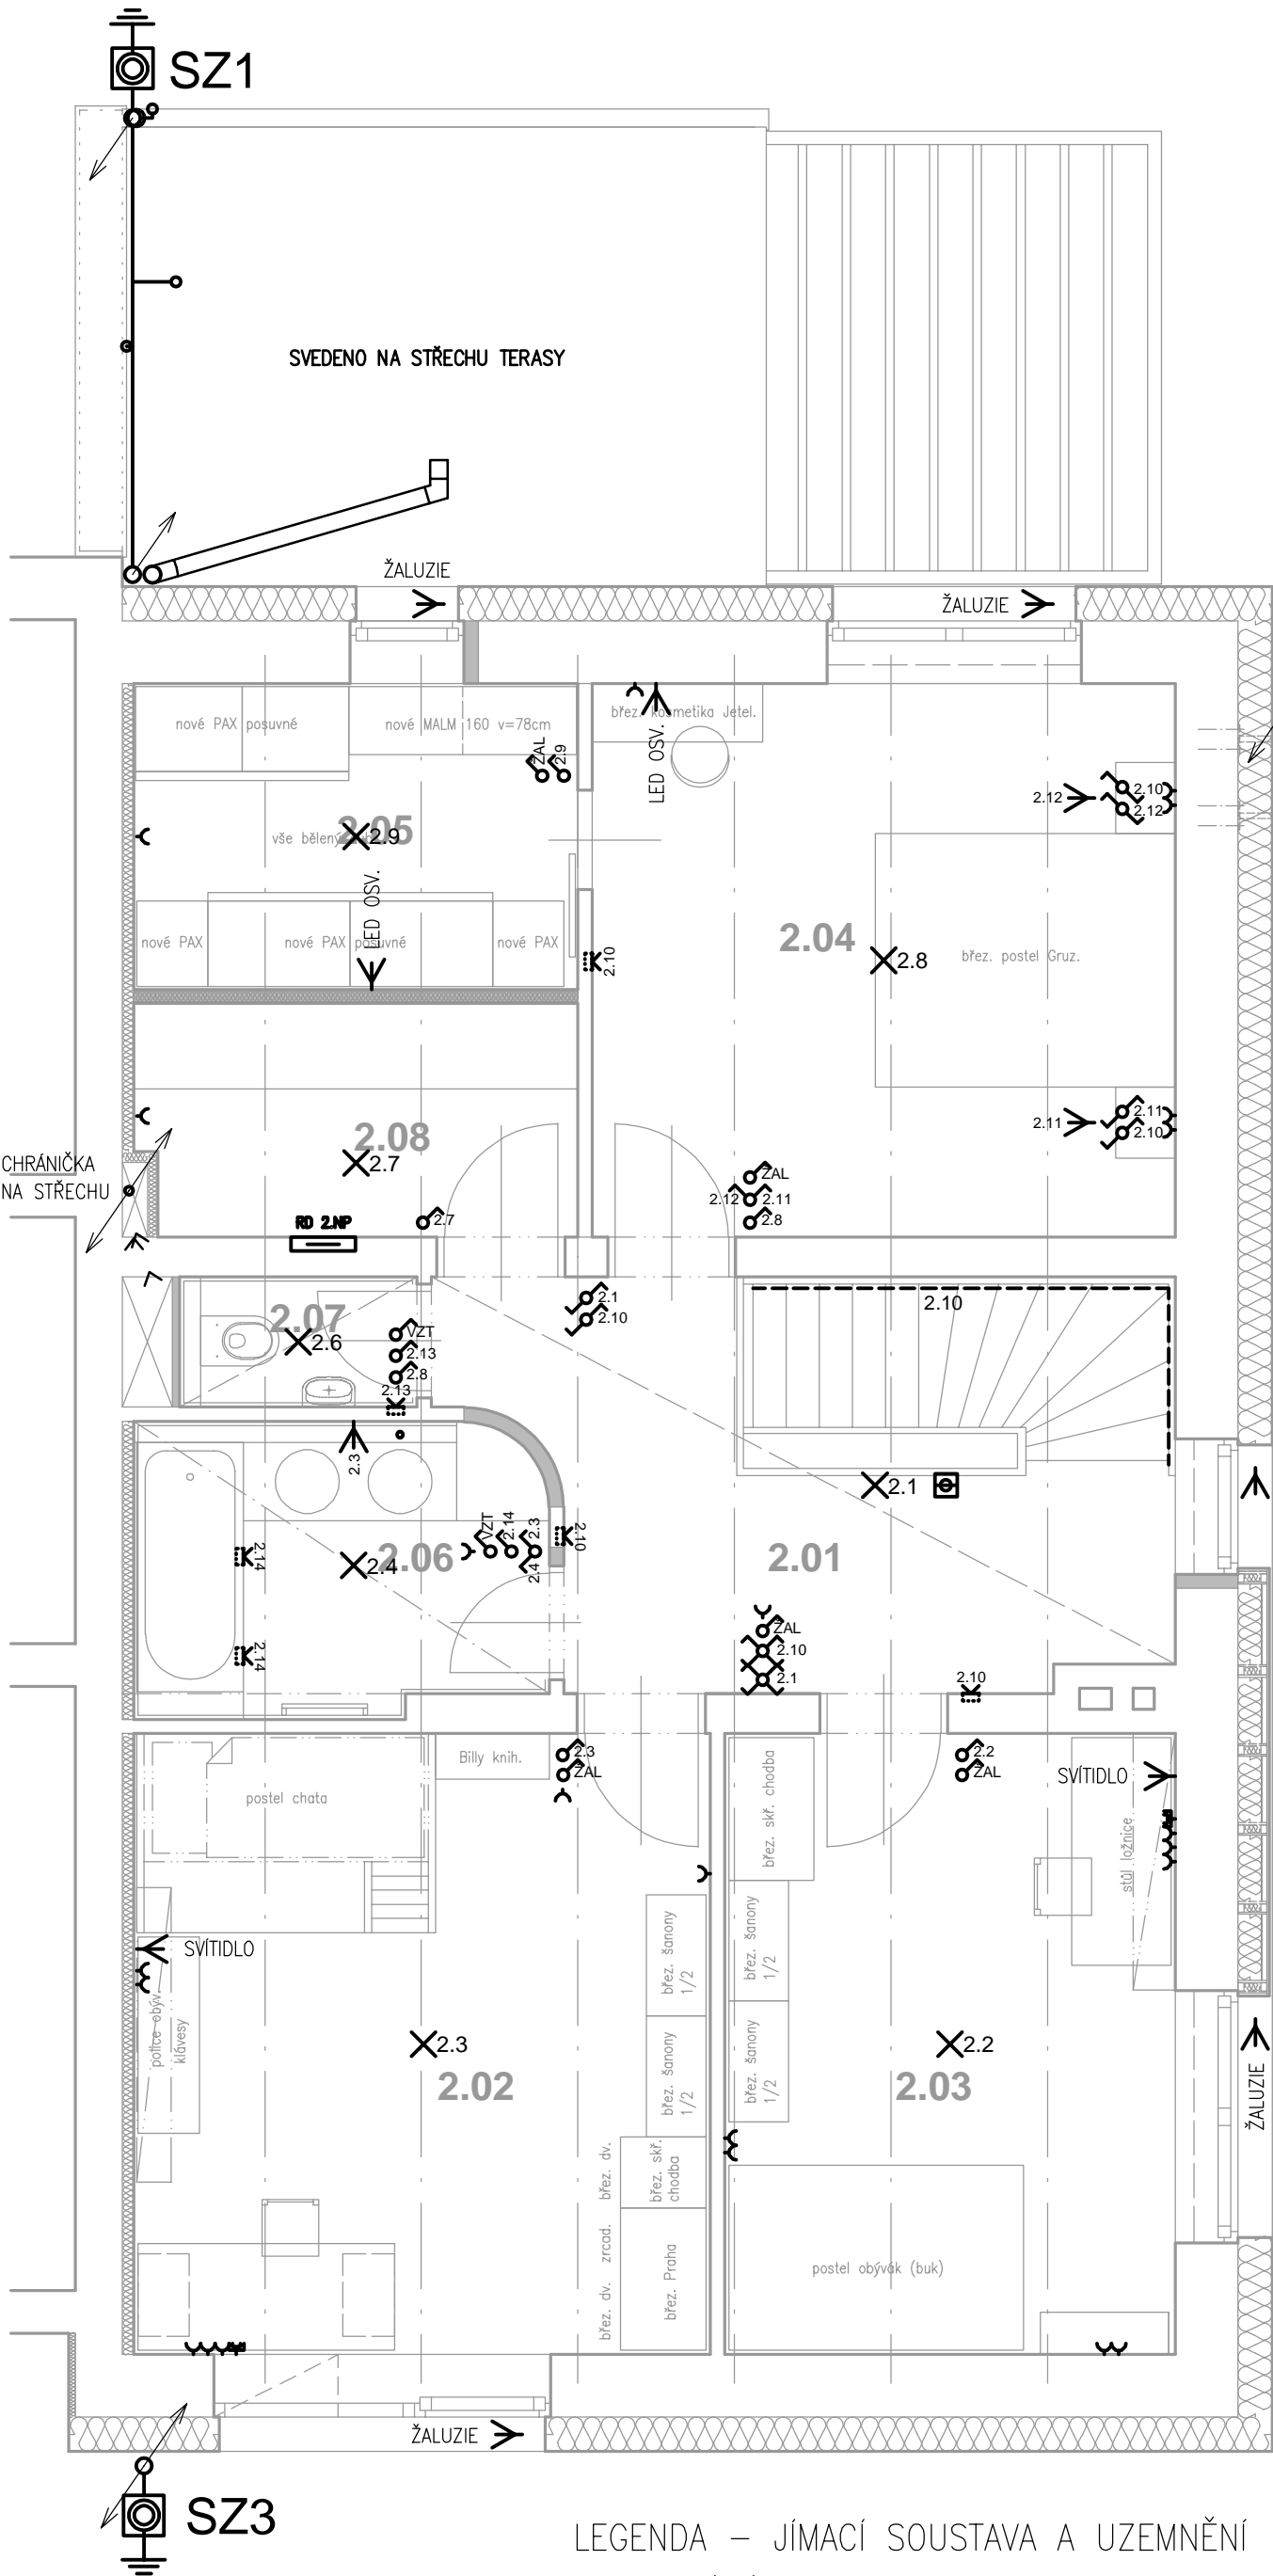 SZ1
SVEDENO NA STŘECHU TERASY
ŽALUZIE
ŽALUZIE
nové PAX posuvné
nové MALM 160 v=78cm
břez. kosmetika Jetel.
ŽAL
2.9
LED OSV.
2.12
2.10
2.12
vše bělený
2.9
2.05
LED OSV.
nové PAX
nové PAX posuvné
nové PAX
2.10
2.04
2.8
břez. postel Gruz.
2.08
2.7
2.11
2.11
2.10
CHRÁNIČKA
NA STŘECHU
ŽAL
2.12
2.11
2.8
RD 2.NP
2.7
2.07
2.6
2.1
2.10
2.10
VZT
2.13
2.8
2.13
2.3
2.1
VZT
2.14
2.3
2.4
2.10
2.14
2.4
2.06
2.01
2.14
ŽAL
2.10
2.1
2.10
2.3
ŽAL
Billy knih.
postel chata
břez. skř. chodba
2.2
ŽAL
SVÍTIDLO
stůl ložnice
SVÍTIDLO
břez. šanony
1/2
břez. šanony
1/2
police obýv.
klávesy
břez. šanony
1/2
břez. šanony
1/2
2.3
2.02
2.2
2.03
ŽALUZIE
břez. dv.
břez. skř.
chodba
zrcad.
břez. dv.
břez. Praha
postel obývák (buk)
ŽALUZIE
SZ3
LEGENDA – JÍMACÍ SOUSTAVA A UZEMNĚNÍ